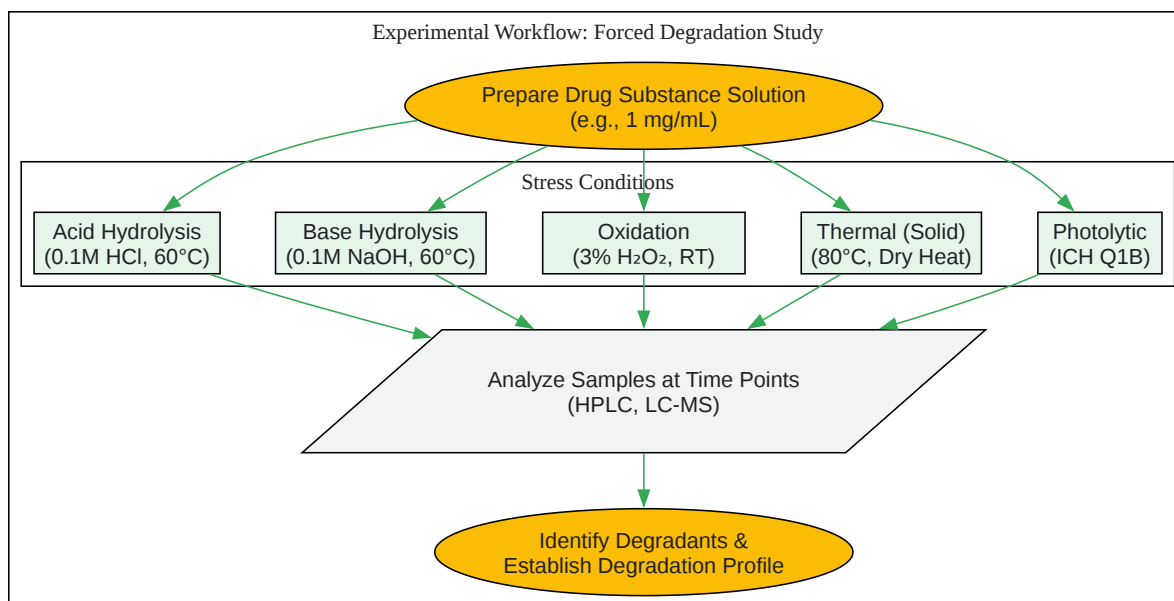 Experimental Workflow: Forced Degradation Study
Prepare Drug Substance Solution
(e.g., 1 mg/mL)
Stress Conditions
Acid Hydrolysis
(0.1M HCl, 60°C)
Base Hydrolysis
(0.1M NaOH, 60°C)
Oxidation
(3% H₂O₂, RT)
Thermal (Solid)
(80°C, Dry Heat)
Photolytic
(ICH Q1B)
Analyze Samples at Time Points
(HPLC, LC-MS)
Identify Degradants &
Establish Degradation Profile